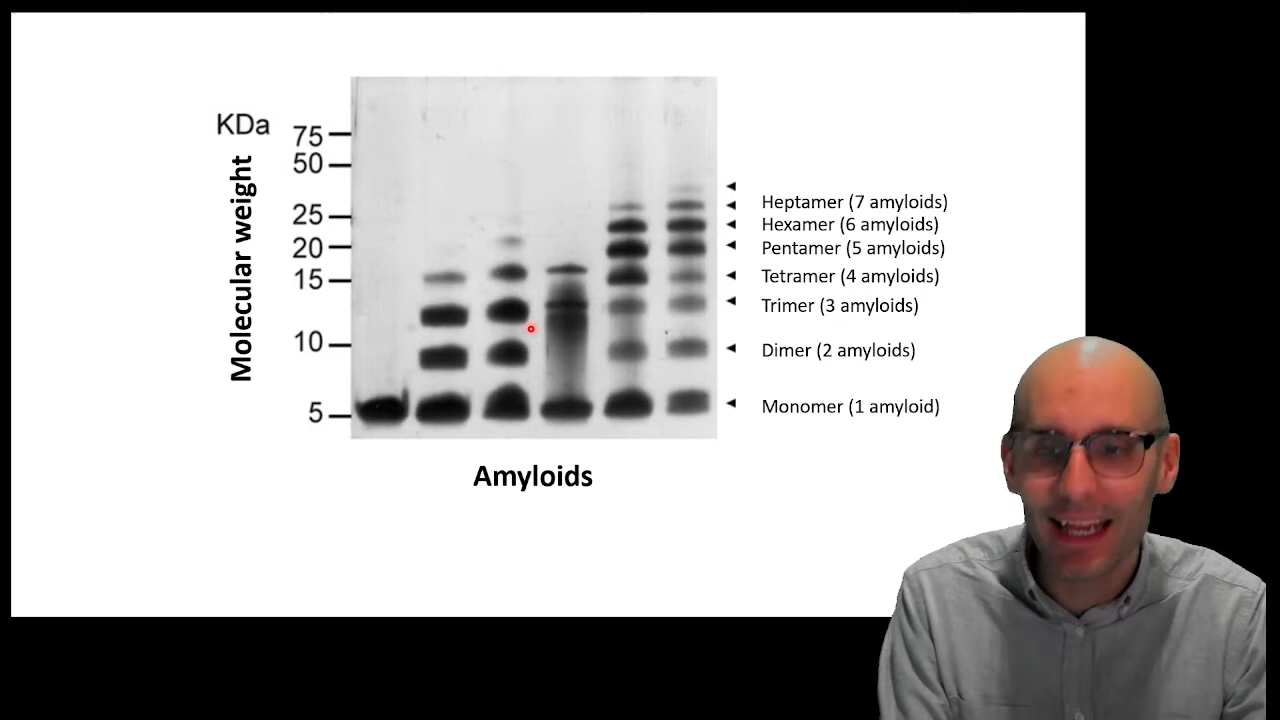 KDa
Molecular weight
75
50
25
20
15
10
5
Heptamer (7 amyloids)
Hexamer (6 amyloids)
Pentamer (5 amyloids)
Tetramer (4 amyloids)
Trimer (3 amyloids)
Dimer (2 amyloids)
Monomer (1 amyloid)
Amyloids